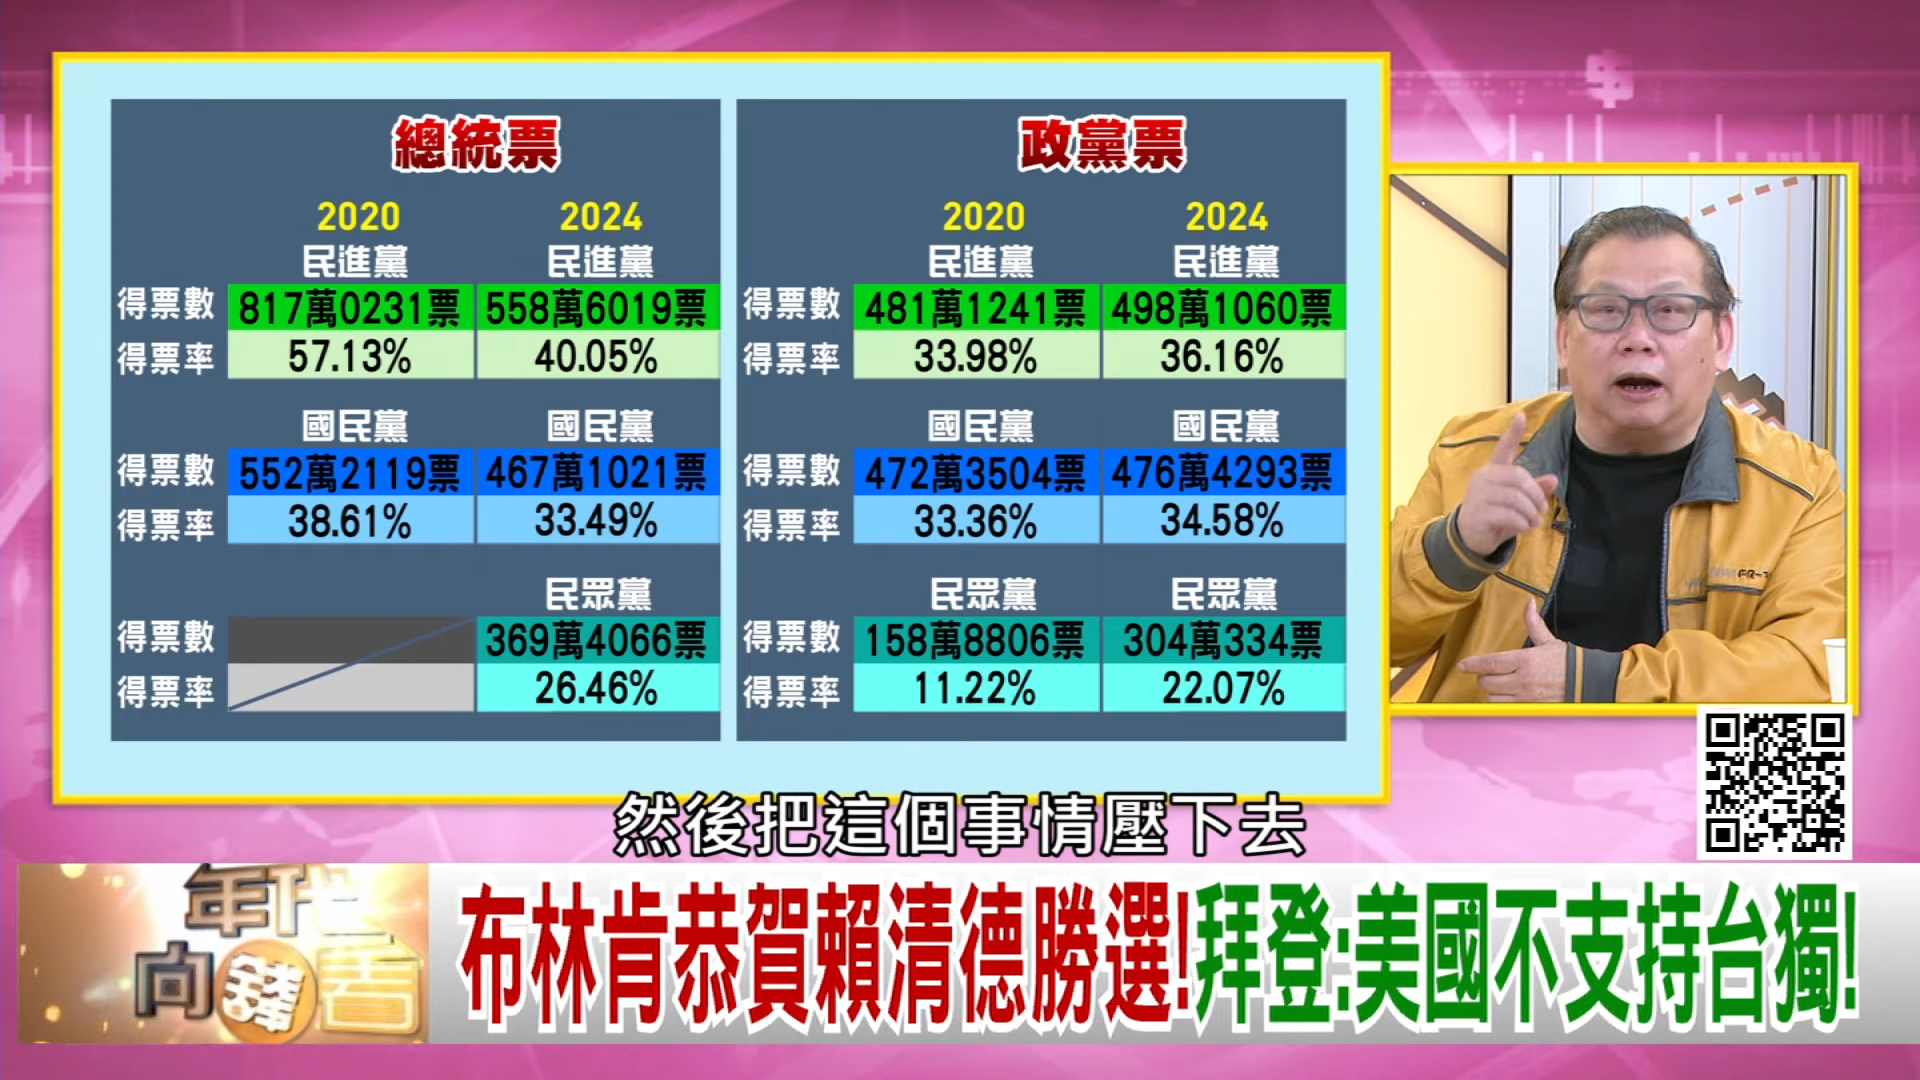 總統票
2020 2024
民進黨 民進黨
得票數 817萬0231票 558萬6019票
得票率 57.13% 40.05%
國民黨 國民黨
得票數 552萬2119票 467萬1021票
得票率 38.61% 33.49%
民眾黨
得票數 369萬4066票
得票率 26.46%
政黨票
2020 2024
民進黨 民進黨
得票數 481萬1241票 498萬1060票
得票率 33.98% 36.16%
國民黨 國民黨
得票數 472萬3504票 476萬4293票
得票率 33.36% 34.58%
民眾黨 民眾黨
得票數 158萬8806票 304萬334票
得票率 11.22% 22.07%
然後把這個事情壓下去
年代
向錢看
布林肯恭賀賴清德勝選!拜登:美國不支持台獨!